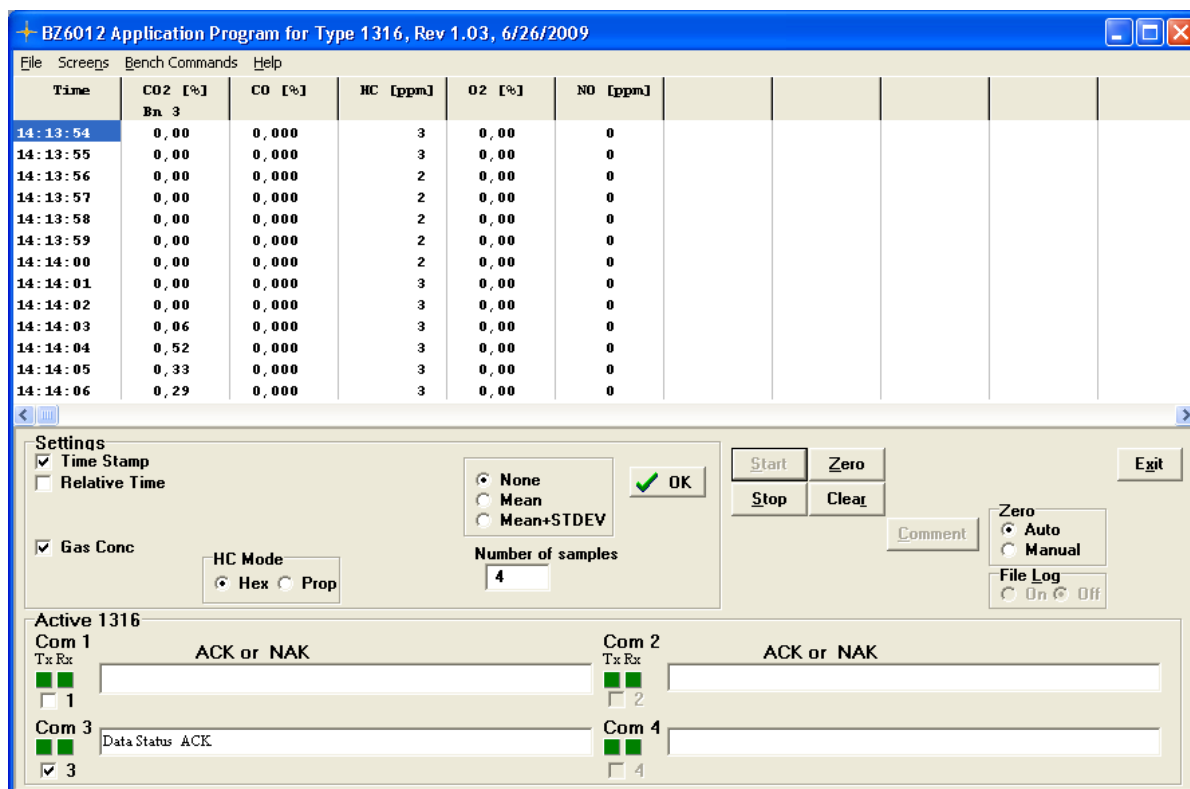 BZ6012 Application Program for Type 1316, Rev 1.03, 6/26/2009
File Screens Bench Commands Help
Time CO2 [%] CO [%] HC [ppm] O2 [%] NO [ppm]
Bn 3
14:13:54 0,00 0,000 3 0,00 0
14:13:55 0,00 0,000 3 0,00 0
14:13:56 0,00 0,000 2 0,00 0
14:13:57 0,00 0,000 2 0,00 0
14:13:58 0,00 0,000 2 0,00 0
14:13:59 0,00 0,000 2 0,00 0
14:14:00 0,00 0,000 2 0,00 0
14:14:01 0,00 0,000 3 0,00 0
14:14:02 0,00 0,000 3 0,00 0
14:14:03 0,06 0,000 3 0,00 0
14:14:04 0,52 0,000 3 0,00 0
14:14:05 0,33 0,000 3 0,00 0
14:14:06 0,29 0,000 3 0,00 0
Settings
Time Stamp
Relative Time
Gas Conc
HC Mode
Hex Prop
None
Mean
Mean+STDEV
OK
Number of samples
4
Start Zero
Stop Clear
Comment
Exit
Zero
Auto
Manual
File Log
On Off
Active 1316
Com 1
Tx Rx
ACK or NAK
1
Com 2
Tx Rx
ACK or NAK
2
Com 3
Data Status ACK
3
Com 4
4